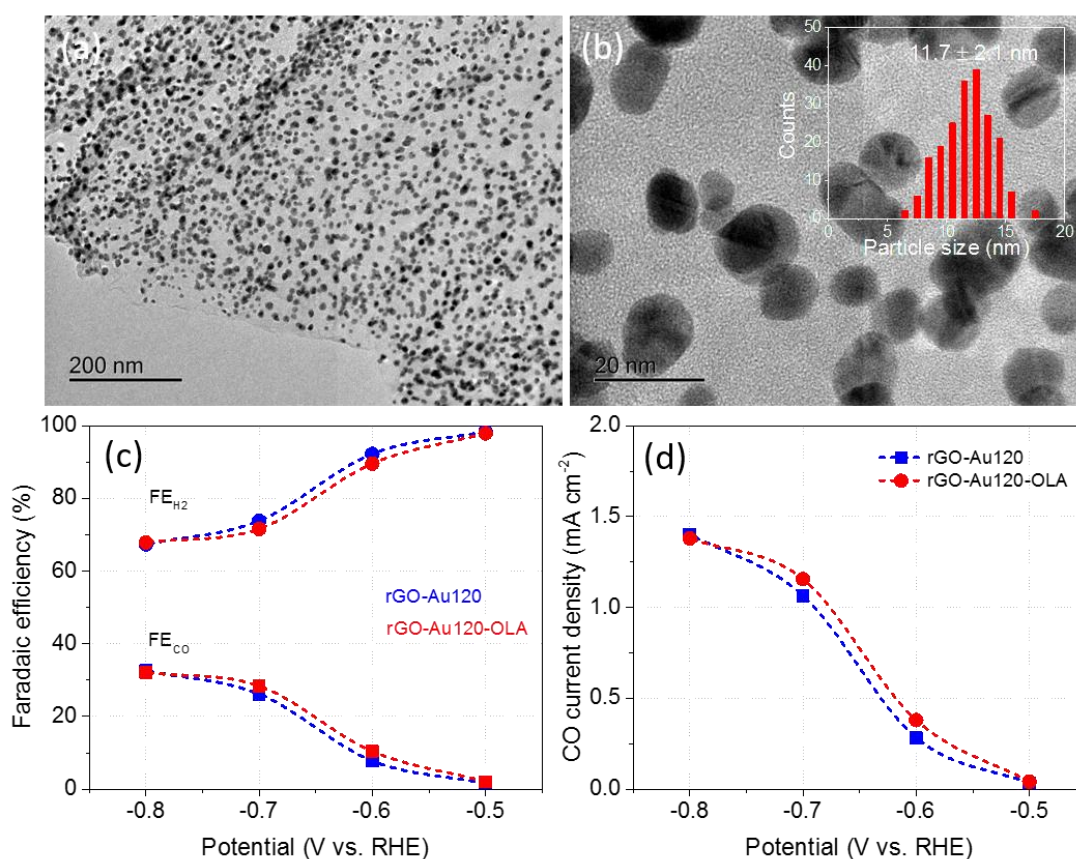 (a)
200 nm
(b)
11.7 ± 2.1 nm
50
40
30
20
10
0
Counts
0 5 10 15 20
Particle size (nm)
20 nm
(c)
100
80
60
40
20
0
Faradaic efficiency (%)
FEH2
rGO-Au120
rGO-Au120-OLA
FECO
-0.8 -0.7 -0.6 -0.5
Potential (V vs. RHE)
(d)
2.0
1.5
1.0
0.5
0.0
CO current density (mA cm-2)
rGO-Au120
rGO-Au120-OLA
-0.8 -0.7 -0.6 -0.5
Potential (V vs. RHE)